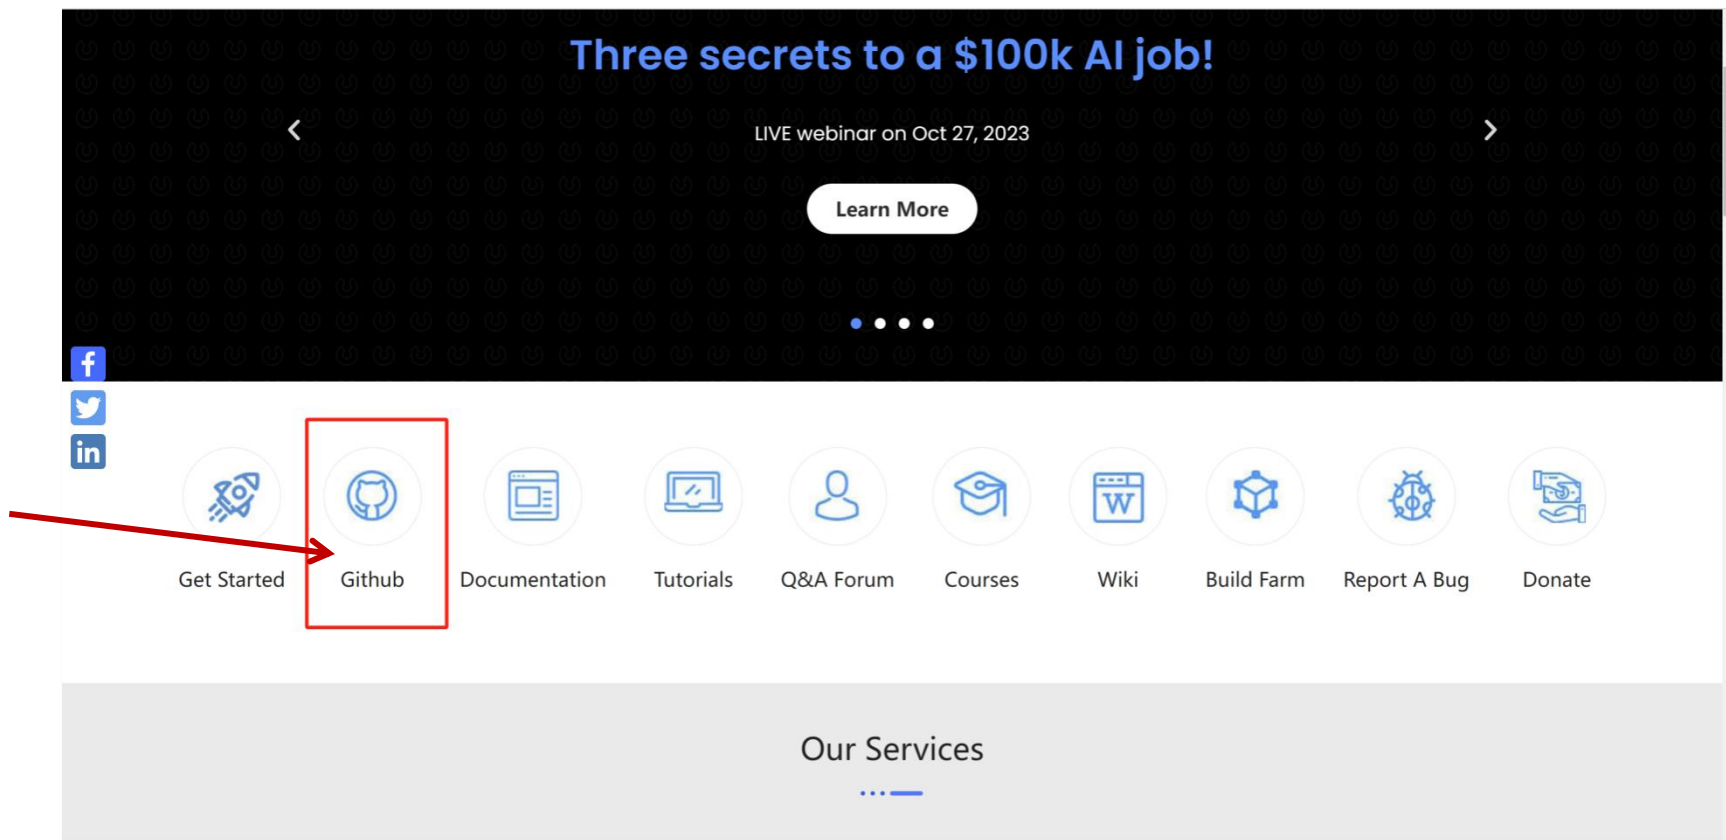 Three secrets to a $100k AI job!
LIVE webinar on Oct 27, 2023
Learn More
f
in
W
Get Started Github Documentation Tutorials Q&A Forum Courses Wiki Build Farm Report A Bug Donate
Our Services